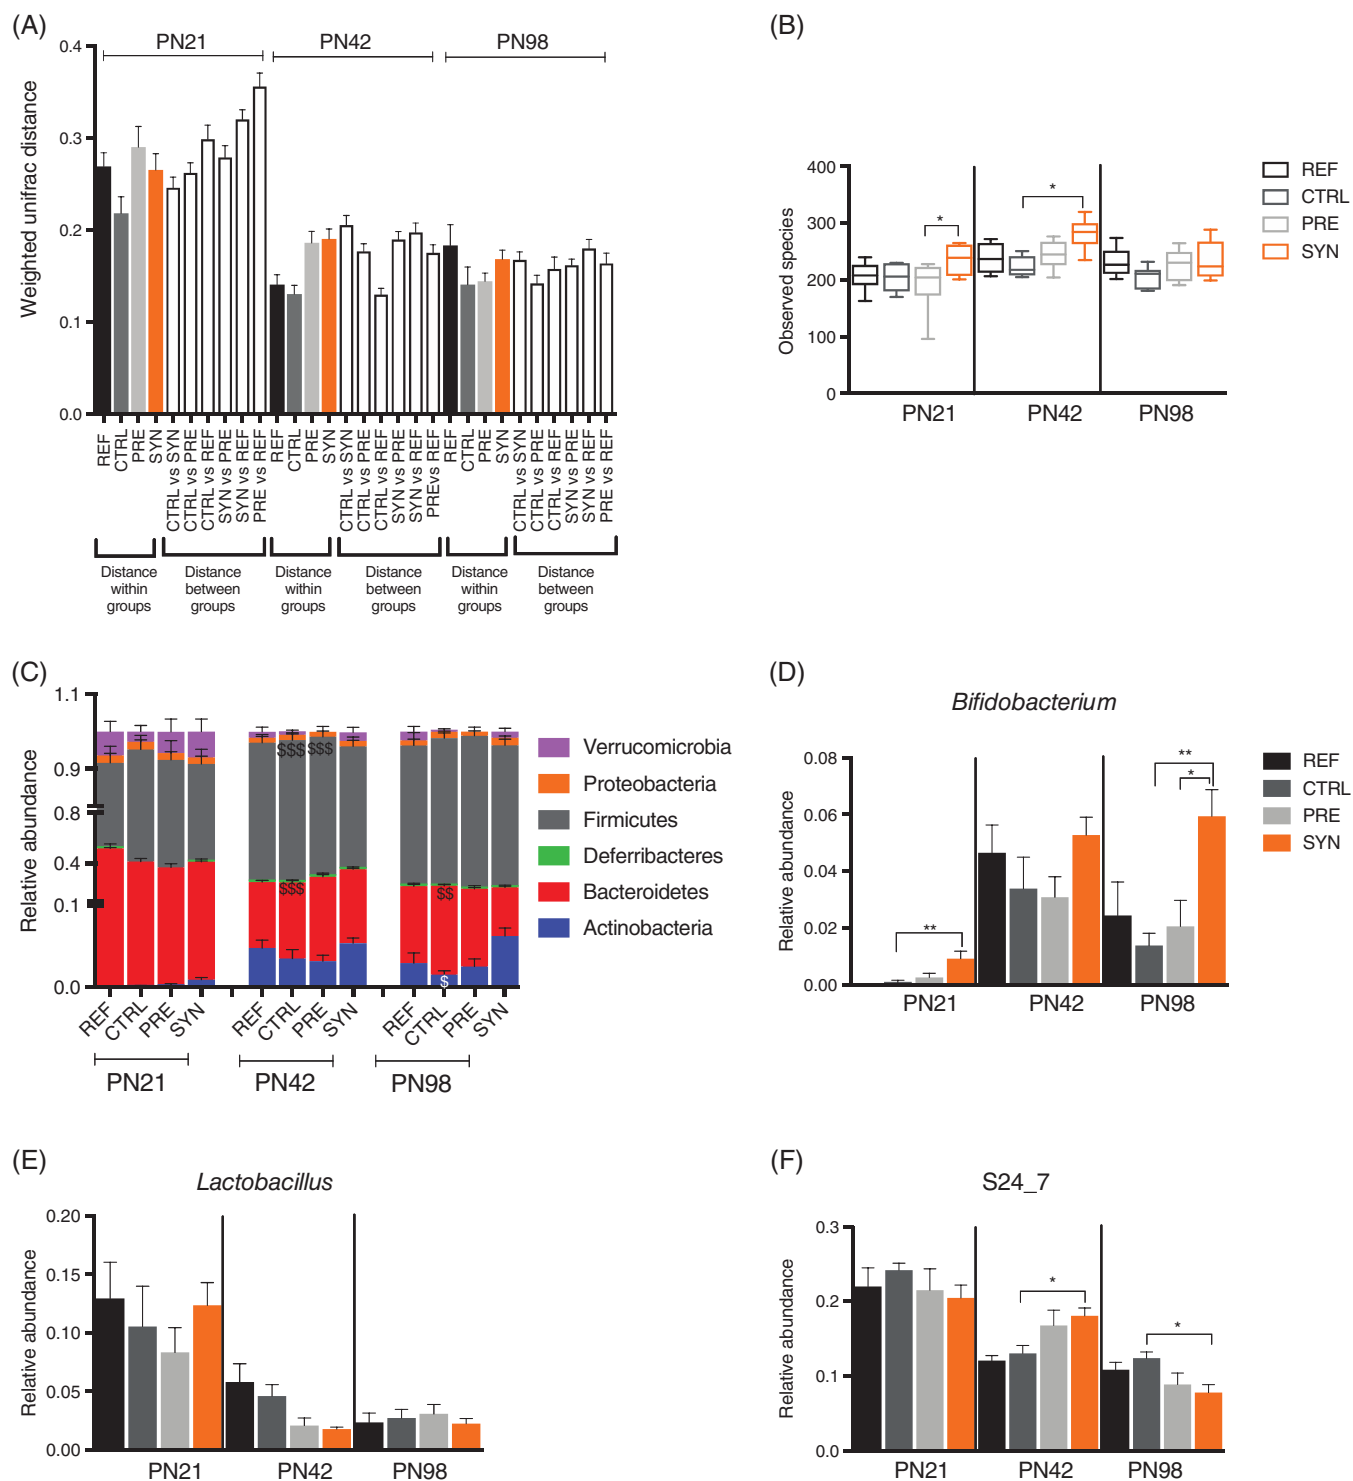 (A)
PN21
PN42
PN98
Weighted unifrac distance
0.4
0.3
0.2
0.1
0.0
REF
CTRL
PRE
SYN
CTRL vs SYN
CTRL vs PRE
CTRL vs REF
SYN vs PRE
SYN vs REF
PRE vs REF
REF
CTRL
PRE
SYN
CTRL vs SYN
CTRL vs PRE
CTRL vs REF
SYN vs PRE
SYN vs REF
PREvs REF
REF
CTRL
PRE
SYN
CTRL vs SYN
CTRL vs PRE
CTRL vs REF
SYN vs PRE
SYN vs REF
PRE vs REF
Distance
within
groups
Distance
between
groups
Distance
within
groups
Distance
between
groups
Distance
within
groups
Distance
between
groups
(B)
Observed species
400
300
200
100
0
*
*
PN21
PN42
PN98
REF
CTRL
PRE
SYN
(C)
Relative abundance
1.1
0.9
0.8
0.4
0.1
0.0
$$$
$$$
$$$
$$
$
REF
CTRL
PRE
SYN
REF
CTRL
PRE
SYN
REF
CTRL
PRE
SYN
PN21
PN42
PN98
Verrucomicrobia
Proteobacteria
Firmicutes
Deferribacteres
Bacteroidetes
Actinobacteria
(D)
Bifidobacterium
Relative abundance
0.08
0.06
0.04
0.02
0.00
**
**
*
PN21
PN42
PN98
REF
CTRL
PRE
SYN
(E)
Lactobacillus
Relative abundance
0.20
0.15
0.10
0.05
0.00
PN21
PN42
PN98
(F)
S24_7
Relative abundance
0.3
0.2
0.1
0.0
*
*
PN21
PN42
PN98